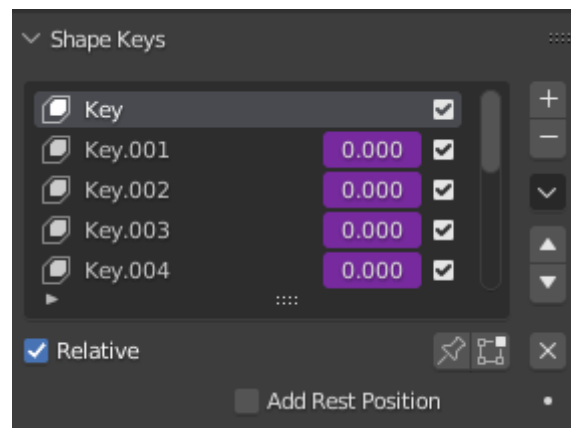 Shape Keys
Key
Key.001 0.000
Key.002 0.000
Key.003 0.000
Key.004 0.000
Relative
Add Rest Position